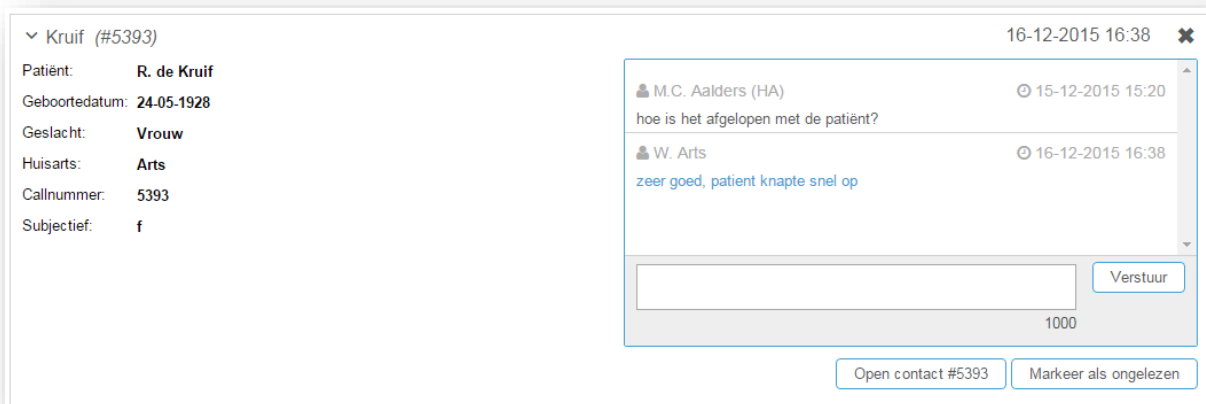 Kruif (#5393)
16-12-2015 16:38
Patiënt: R. de Kruif
Geboortedatum: 24-05-1928
Geslacht: Vrouw
Huisarts: Arts
Callnummer: 5393
Subjectief: f
M.C. Aalders (HA) 15-12-2015 15:20
hoe is het afgelopen met de patiënt?
W. Arts 16-12-2015 16:38
zeer goed, patient knapte snel op
Verstuur
1000
Open contact #5393
Markeer als ongelezen